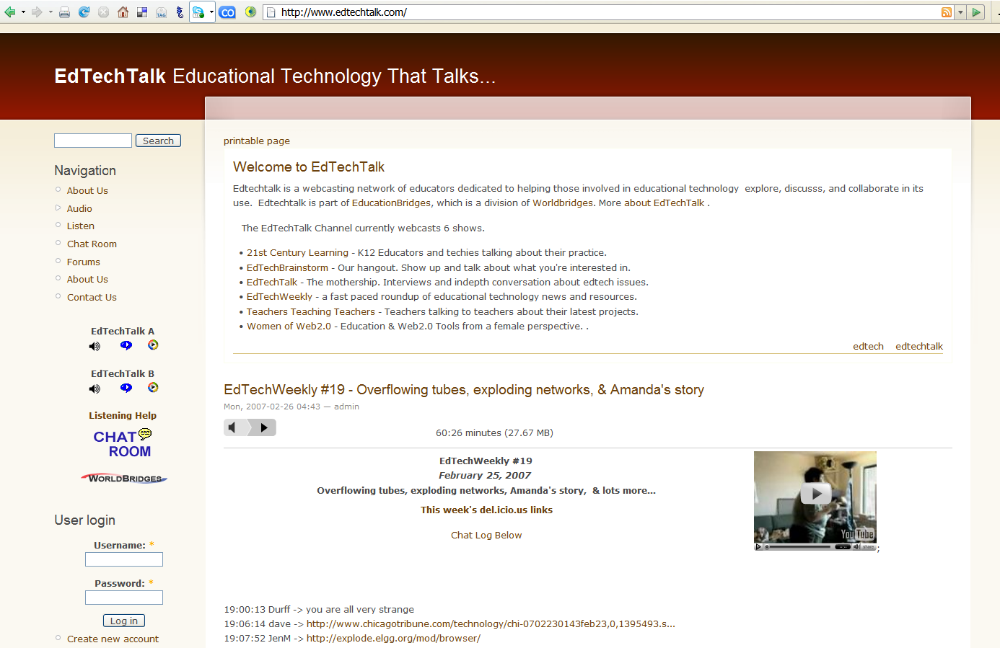 http://www.edtechtalk.com/
EdTechTalk Educational Technology That Talks...
Search
Navigation
About Us
Audio
Listen
Chat Room
Forums
About Us
Contact Us
EdTechTalk A
EdTechTalk B
Listening Help
CHAT
ROOM
WORLDBRIDGES
User login
Username: *
Password: *
Log in
Create new account
printable page
Welcome to EdTechTalk
Edtechtalk is a webcasting network of educators dedicated to helping those involved in educational technology  explore, discusss, and collaborate in its
use.  Edtechtalk is part of EducationBridges, which is a division of Worldbridges. More about EdTechTalk .
The EdTechTalk Channel currently webcasts 6 shows.
• 21st Century Learning - K12 Educators and techies talking about their practice.
• EdTechBrainstorm - Our hangout. Show up and talk about what you're interested in.
• EdTechTalk - The mothership. Interviews and indepth conversation about edtech issues.
• EdTechWeekly - a fast paced roundup of educational technology news and resources.
• Teachers Teaching Teachers - Teachers talking to teachers about their latest projects.
• Women of Web2.0 - Education & Web2.0 Tools from a female perspective. .
edtech edtechtalk
EdTechWeekly #19 - Overflowing tubes, exploding networks, & Amanda's story
Mon, 2007-02-26 04:43 — admin
60:26 minutes (27.67 MB)
EdTechWeekly #19
February 25, 2007
Overflowing tubes, exploding networks, Amanda's story,  & lots more...
This week's del.icio.us links
Chat Log Below
YouTube
share
;
19:00:13 Durff -> you are all very strange
19:06:14 dave -> http://www.chicagotribune.com/technology/chi-0702230143feb23,0,1395493.s...
19:07:52 JenM -> http://explode.elgg.org/mod/browser/